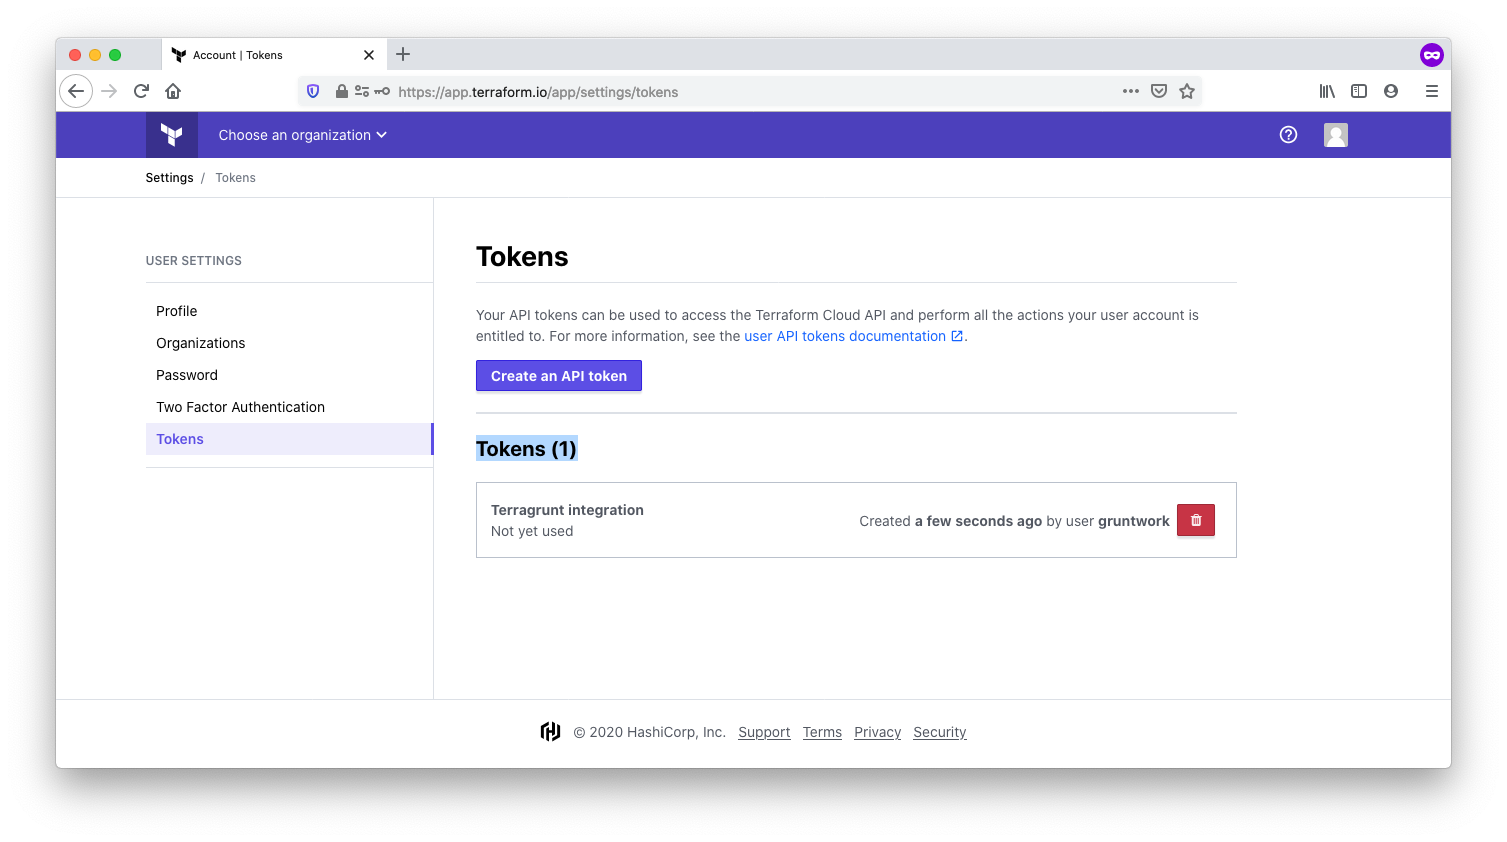 Account | Tokens
https://app.terraform.io/app/settings/tokens
Choose an organization
Settings / Tokens
USER SETTINGS
Profile
Organizations
Password
Two Factor Authentication
Tokens
Tokens
Your API tokens can be used to access the Terraform Cloud API and perform all the actions your user account is
entitled to. For more information, see the user API tokens documentation.
Create an API token
Tokens (1)
Terragrunt integration
Not yet used
Created a few seconds ago by user gruntwork
© 2020 HashiCorp, Inc. Support Terms Privacy Security